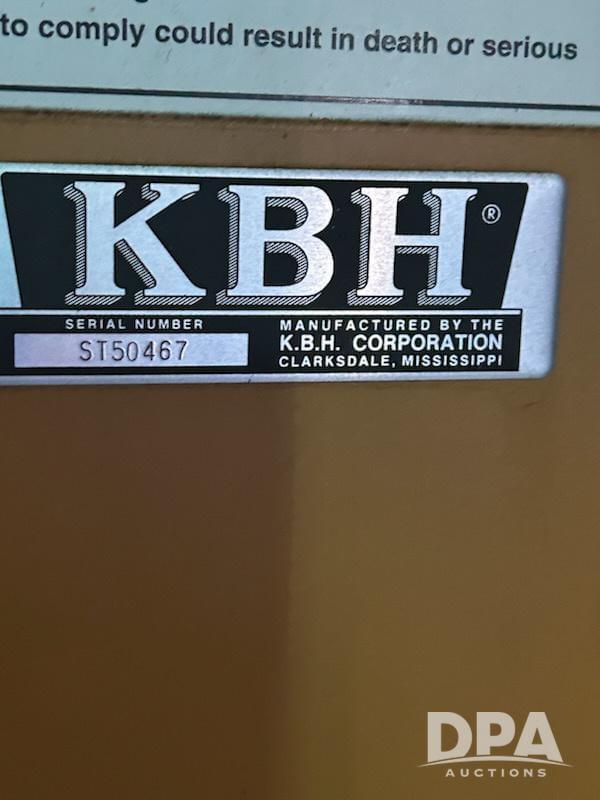 to comply could result in death or serious
KBH®
SERIAL NUMBER
ST50467
MANUFACTURED BY THE
K.B.H. CORPORATION
CLARKSDALE, MISSISSIPPI
DPA
AUCTIONS